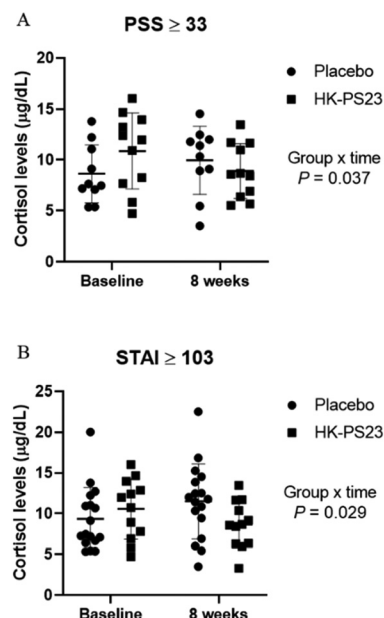 A
PSS ≥ 33
20
15
10
5
0
Cortisol levels (μg/dL)
Baseline
8 weeks
Placebo
HK-PS23
Group x time
P = 0.037
B
STAI ≥ 103
25
20
15
10
5
0
Cortisol levels (μg/dL)
Baseline
8 weeks
Placebo
HK-PS23
Group x time
P = 0.029